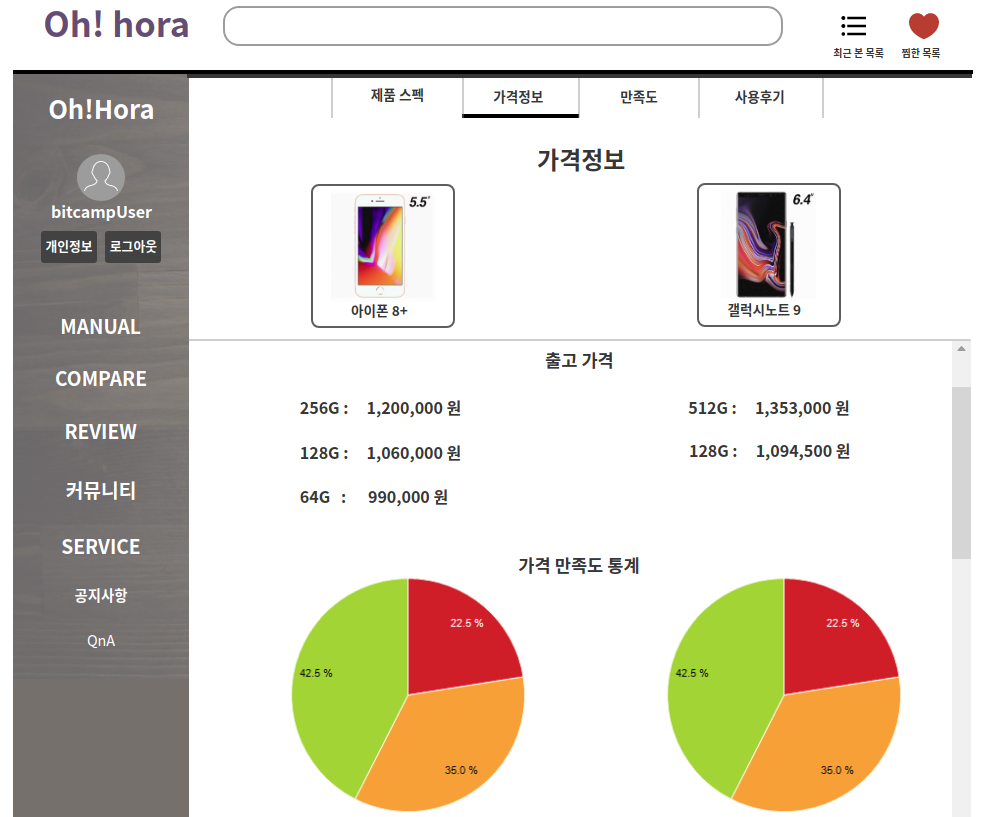 Oh! hora
최근 본 목록
찜한 목록
Oh!Hora
bitcampUser
개인정보
로그아웃
MANUAL
COMPARE
REVIEW
커뮤니티
SERVICE
공지사항
QnA
제품 스펙
가격정보
만족도
사용후기
가격정보
5.5"
아이폰 8+
6.4"
갤럭시노트 9
출고 가격
256G : 1,200,000 원
128G : 1,060,000 원
64G : 990,000 원
512G : 1,353,000 원
128G : 1,094,500 원
가격 만족도 통계
22.5 %
42.5 %
35.0 %
22.5 %
42.5 %
35.0 %